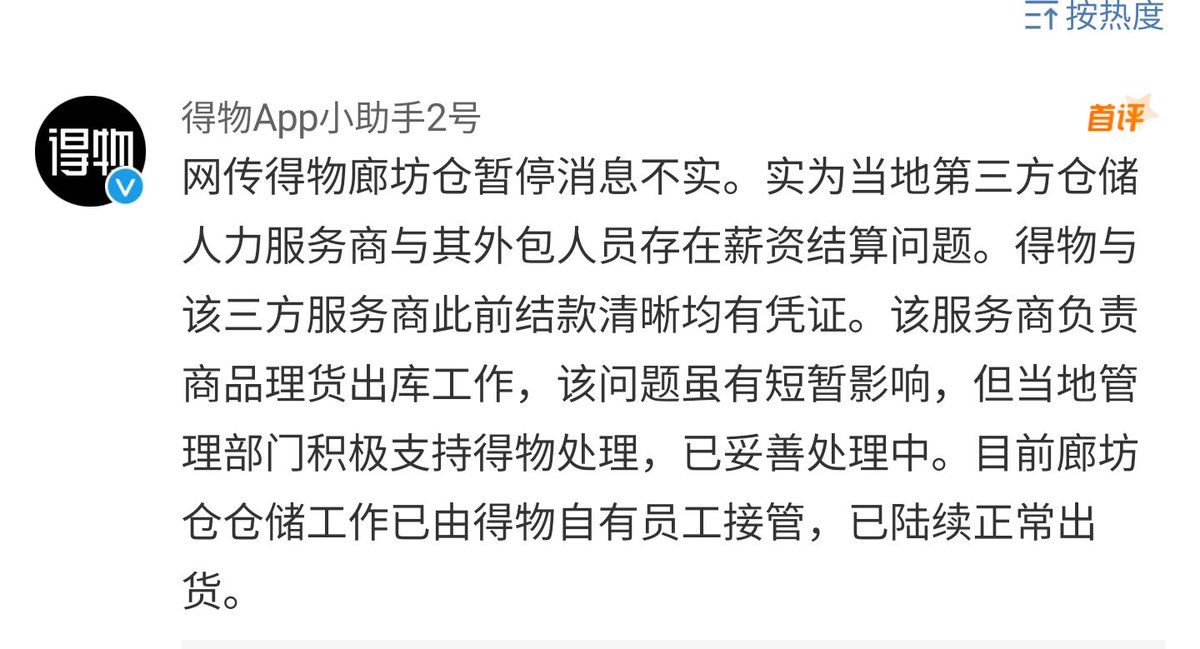 按热度
得物
得物App小助手2号
首评
网传得物廊坊仓暂停消息不实。实为当地第三方仓储
人力服务商与其外包人员存在薪资结算问题。得物与
该三方服务商此前结款清晰均有凭证。该服务商负责
商品理货出库工作，该问题虽有短暂影响，但当地管
理部门积极支持得物处理，已妥善处理中。目前廊坊
仓仓储工作已由得物自有员工接管，已陆续正常出
货。